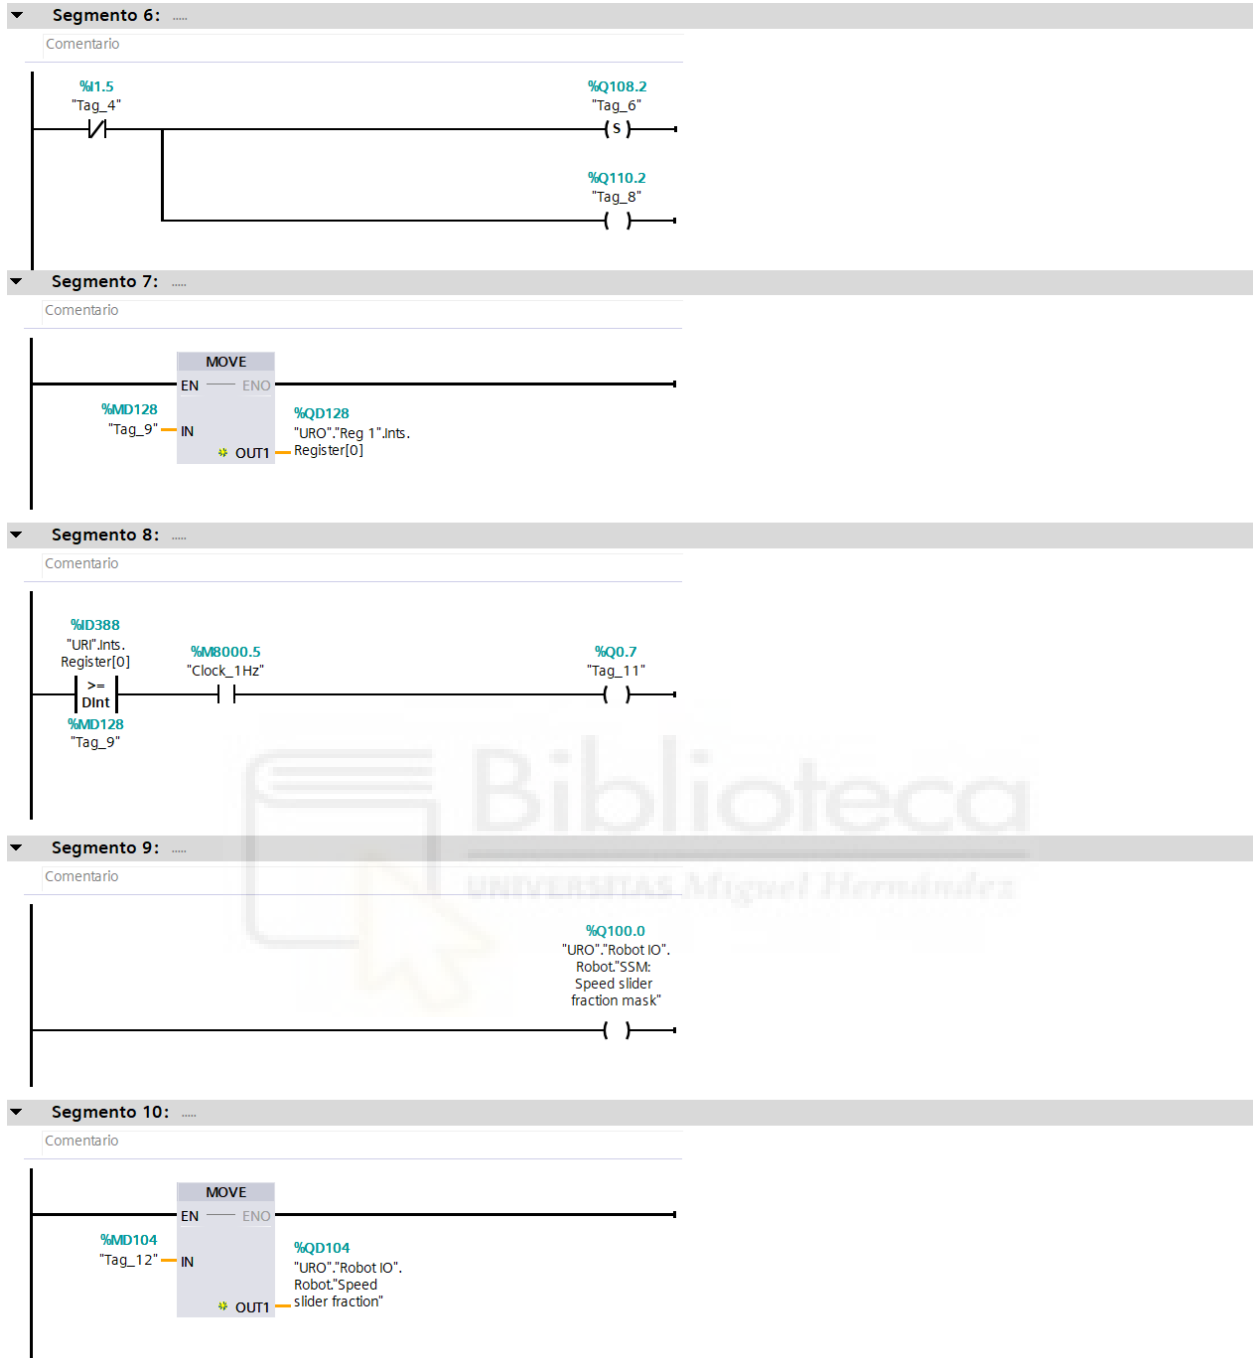 Segmento 6: .....
Comentario
%I1.5
"Tag_4"
%Q108.2
"Tag_6"
S
%Q110.2
"Tag_8"
Segmento 7: .....
Comentario
MOVE
EN ENO
%MD128
"Tag_9"
IN
%QD128
"URO"."Reg 1".Ints.
Register[0]
OUT1
Segmento 8: .....
Comentario
%ID388
"URI".Ints.
Register[0]
>=
DInt
%MD128
"Tag_9"
%M8000.5
"Clock_1Hz"
%Q0.7
"Tag_11"
Biblioteca
UNIVERSITAS Miguel Hernández
Segmento 9: .....
Comentario
%Q100.0
"URO"."Robot IO".
Robot."SSM:
Speed slider
fraction mask"
Segmento 10: .....
Comentario
MOVE
EN ENO
%MD104
"Tag_12"
IN
%QD104
"URO"."Robot IO".
Robot."Speed
slider fraction"
OUT1